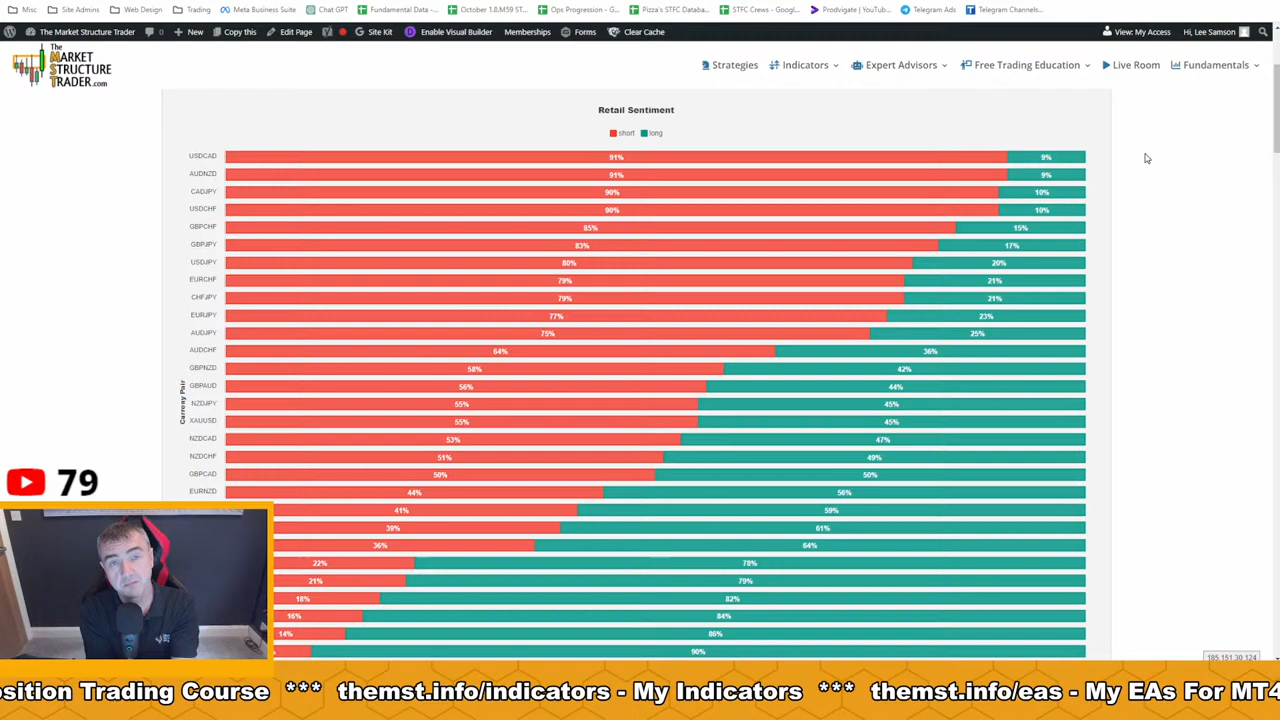 Misc Site Admins Web Design Trading Meta Business Suite Chat GPT Fundamental Data -... October 1.8.M59 ST... Ops Progression - G... Pizza's STFC Databa... STFC Crews - Googl... Prodvigate | YouTub... Telegram Ads Telegram Channels...
The Market Structure Trader 0 New Copy this Edit Page Site Kit Enable Visual Builder Memberships Forms Clear Cache View: My Access Hi, Lee Samson
The
MARKET
STRUCTURE
TRADER.com
Strategies Indicators Expert Advisors Free Trading Education Live Room Fundamentals
Retail Sentiment
short long
USDCAD 91% 9%
AUDNZD 91% 9%
CADJPY 90% 10%
USDCHF 90% 10%
GBPCHF 85% 15%
GBPJPY 83% 17%
USDJPY 80% 20%
EURCHF 79% 21%
CHFJPY 79% 21%
EURJPY 77% 23%
AUDJPY 75% 25%
AUDCHF 64% 36%
GBPNZD 58% 42%
GBPAUD 56% 44%
NZDJPY 55% 45%
XAUUSD 55% 45%
NZDCAD 53% 47%
NZDCHF 51% 49%
GBPCAD 50% 50%
EURNZD 44% 56%
41% 59%
39% 61%
36% 64%
22% 78%
21% 79%
18% 82%
16% 84%
14% 86%
90%
79
185.151.30.124
osition Trading Course *** themst.info/indicators - My Indicators *** themst.info/eas - My EAs For MT4